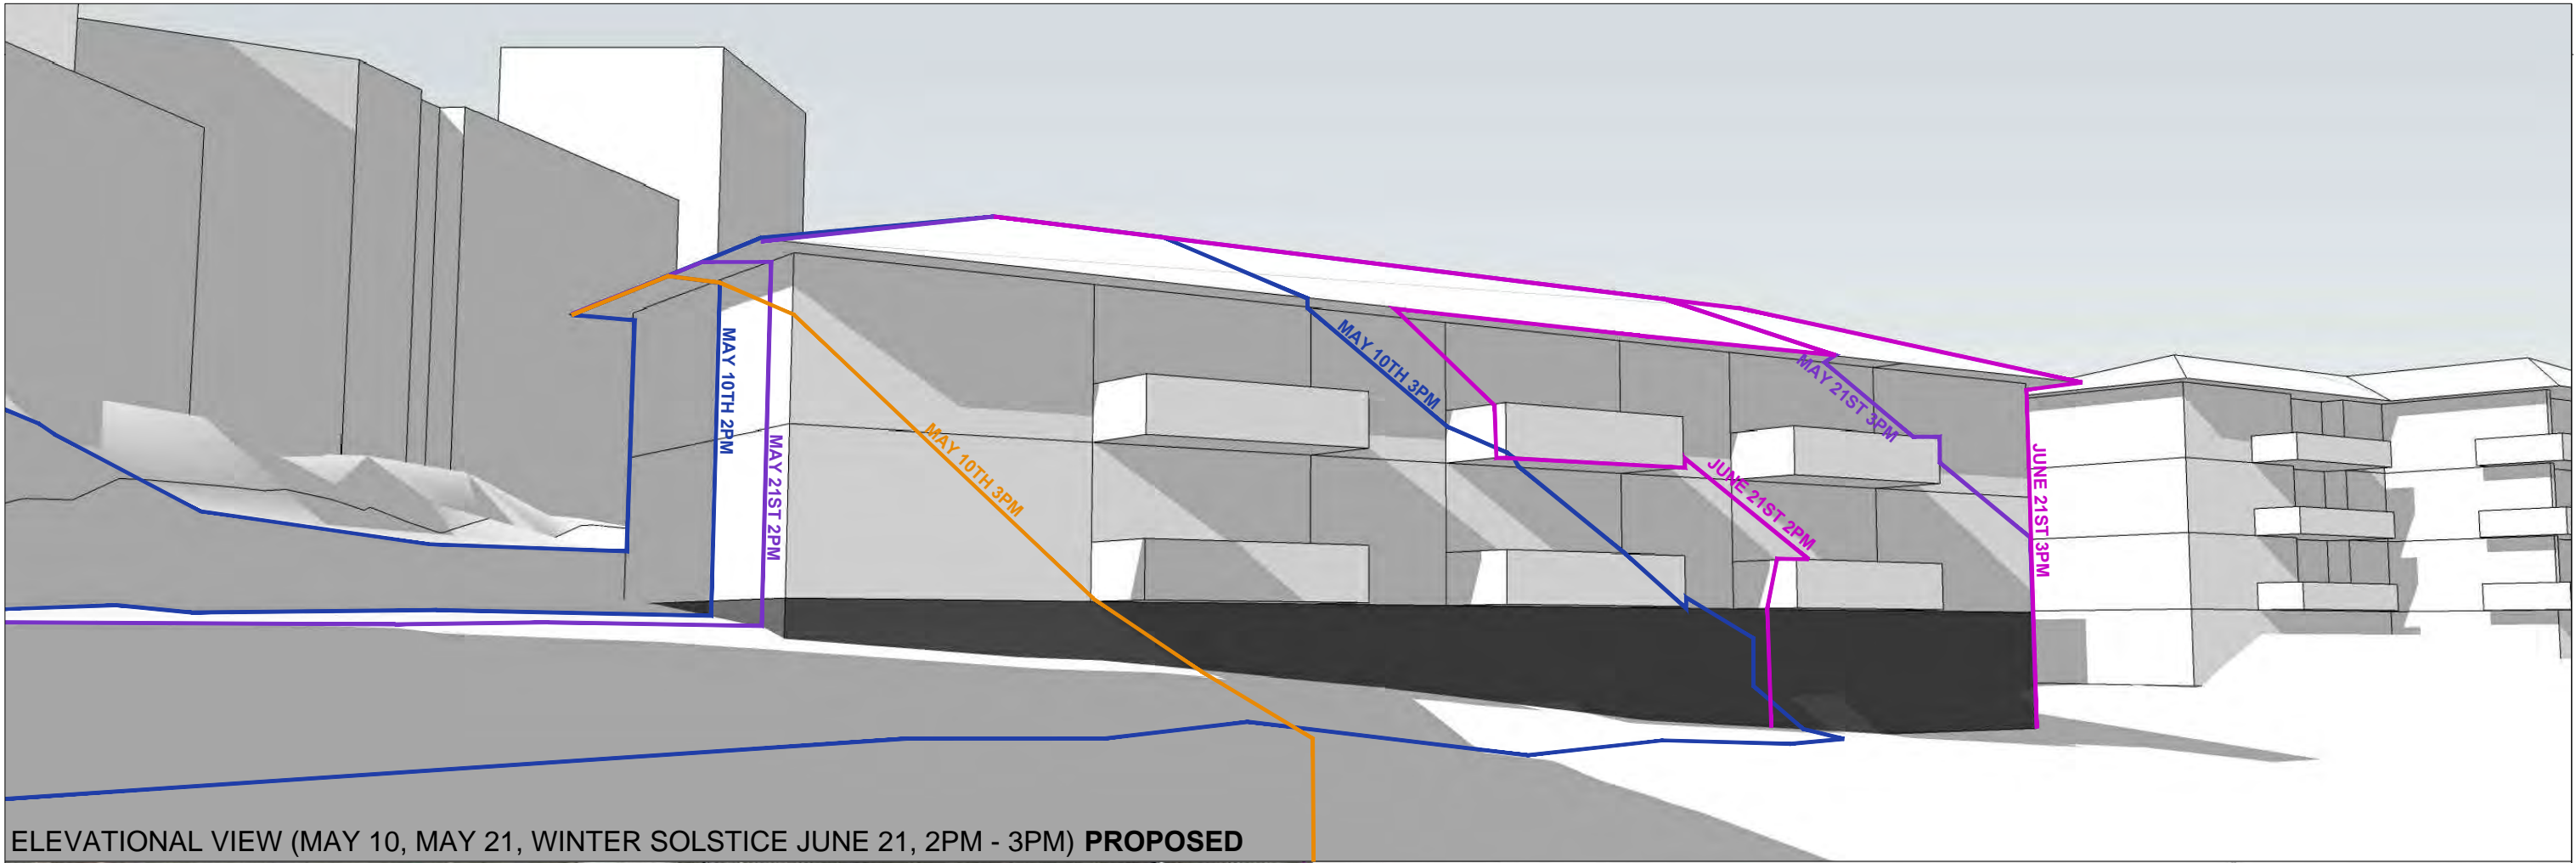 MAY 10TH 2PM
MAY 21ST 2PM
MAY 10TH 3PM
MAY 10TH 3PM
MAY 21ST 3PM
JUNE 21ST 2PM
JUNE 21ST 3PM
ELEVATIONAL VIEW (MAY 10, MAY 21, WINTER SOLSTICE JUNE 21, 2PM - 3PM) PROPOSED